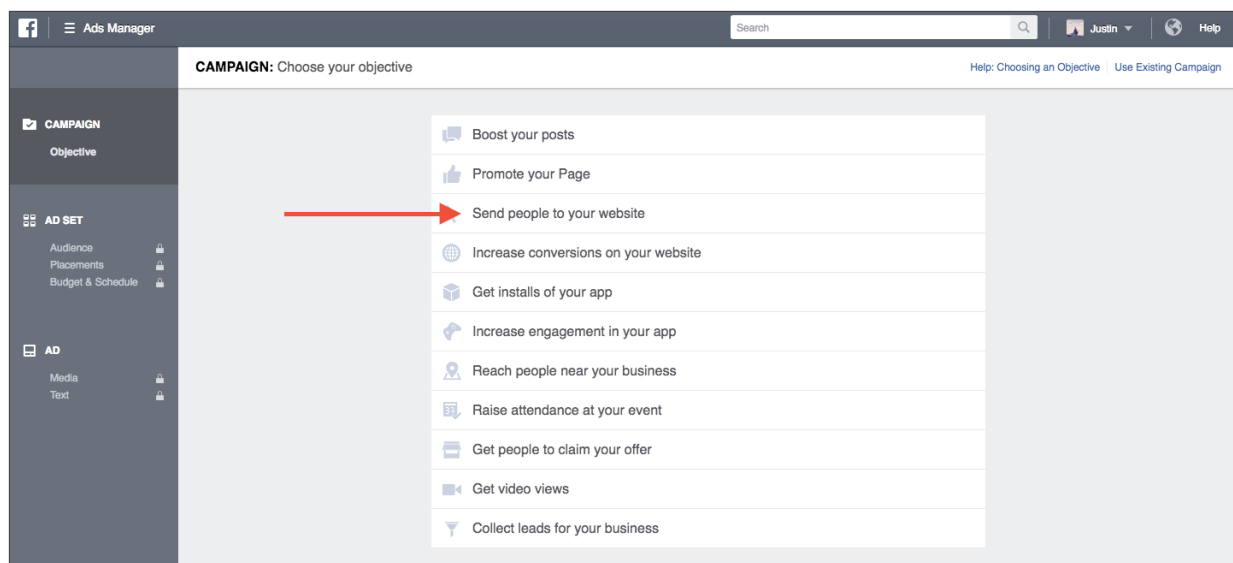 f
Ads Manager
Search
Justin
Help
CAMPAIGN: Choose your objective
Help: Choosing an Objective
Use Existing Campaign
CAMPAIGN
Objective
AD SET
Audience
Placements
Budget & Schedule
AD
Media
Text
Boost your posts
Promote your Page
Send people to your website
Increase conversions on your website
Get installs of your app
Increase engagement in your app
Reach people near your business
31
Raise attendance at your event
Get people to claim your offer
Get video views
Collect leads for your business